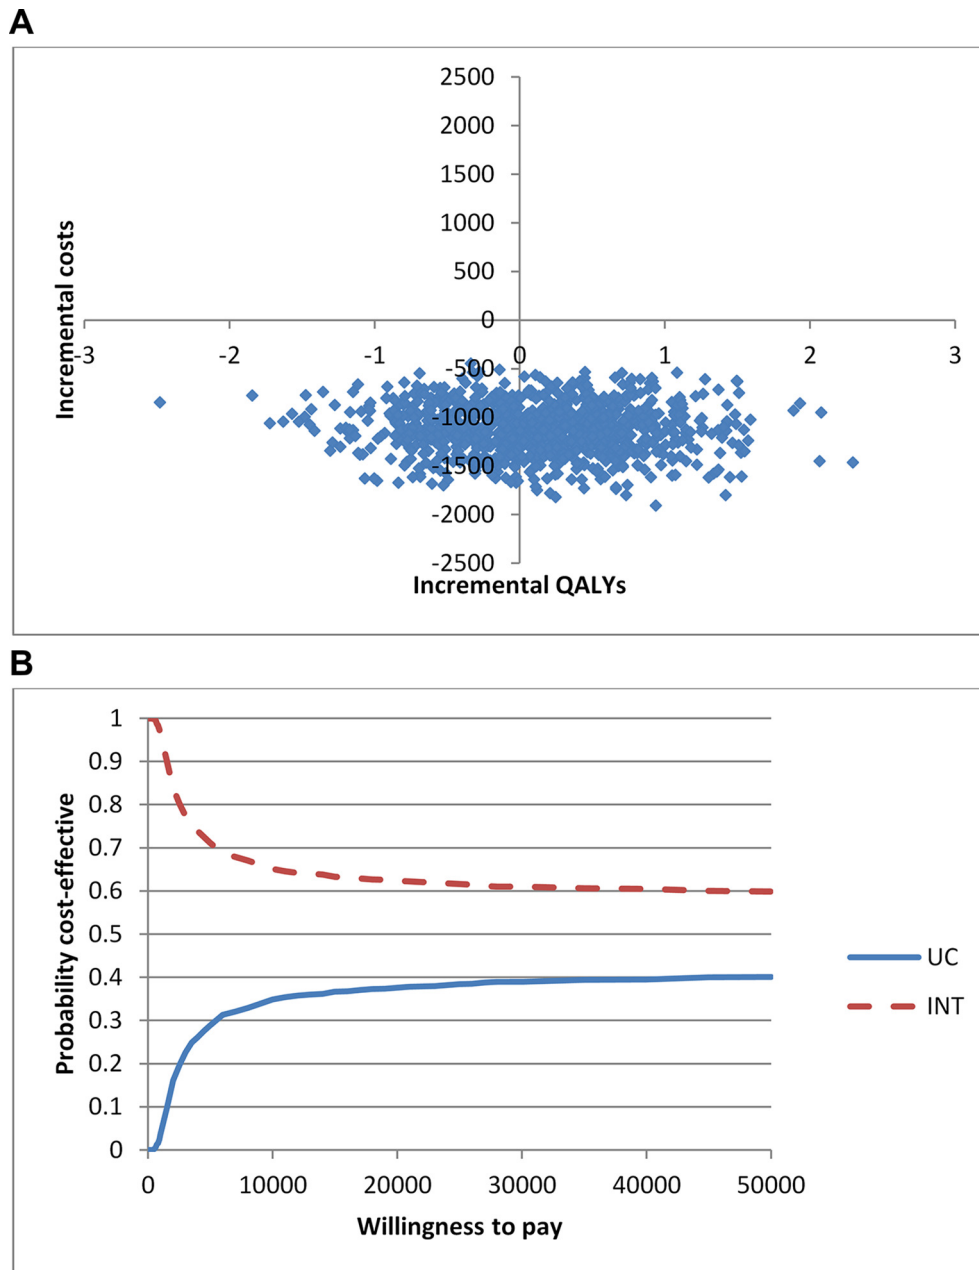 A
2500
2000
1500
1000
500
0
-3 -2 -1 0 1 2 3
-500
-1000
-1500
-2000
-2500
Incremental costs
Incremental QALYs
B
1
0.9
0.8
0.7
0.6
0.5
0.4
0.3
0.2
0.1
0
Probability cost-effective
0 10000 20000 30000 40000 50000
Willingness to pay
UC
INT